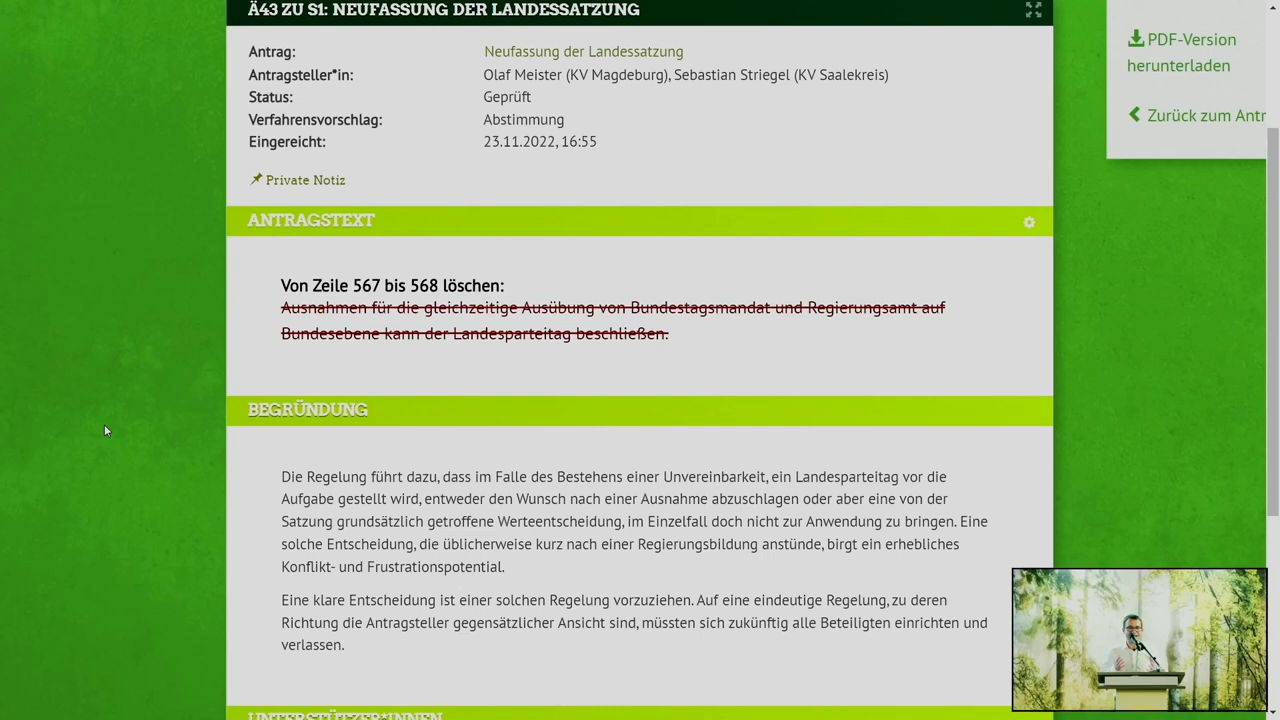 Ä43 ZU S1: NEUFASSUNG DER LANDESSATZUNG
Antrag: Neufassung der Landessatzung
Antragsteller*in: Olaf Meister (KV Magdeburg), Sebastian Striegel (KV Saalekreis)
Status: Geprüft
Verfahrensvorschlag: Abstimmung
Eingereicht: 23.11.2022, 16:55
Private Notiz
ANTRAGSTEXT
Von Zeile 567 bis 568 löschen:
Ausnahmen für die gleichzeitige Ausübung von Bundestagsmandat und Regierungsamt auf
Bundesebene kann der Landesparteitag beschließen.
BEGRÜNDUNG
Die Regelung führt dazu, dass im Falle des Bestehens einer Unvereinbarkeit, ein Landesparteitag vor die
Aufgabe gestellt wird, entweder den Wunsch nach einer Ausnahme abzuschlagen oder aber eine von der
Satzung grundsätzlich getroffene Werteentscheidung, im Einzelfall doch nicht zur Anwendung zu bringen. Eine
solche Entscheidung, die üblicherweise kurz nach einer Regierungsbildung anstünde, birgt ein erhebliches
Konflikt- und Frustrationspotential.
Eine klare Entscheidung ist einer solchen Regelung vorzuziehen. Auf eine eindeutige Regelung, zu deren
Richtung die Antragsteller gegensätzlicher Ansicht sind, müssten sich zukünftig alle Beteiligten einrichten und
verlassen.
UNTERSTÜTZER*INNEN
PDF-Version
herunterladen
Zurück zum Antr